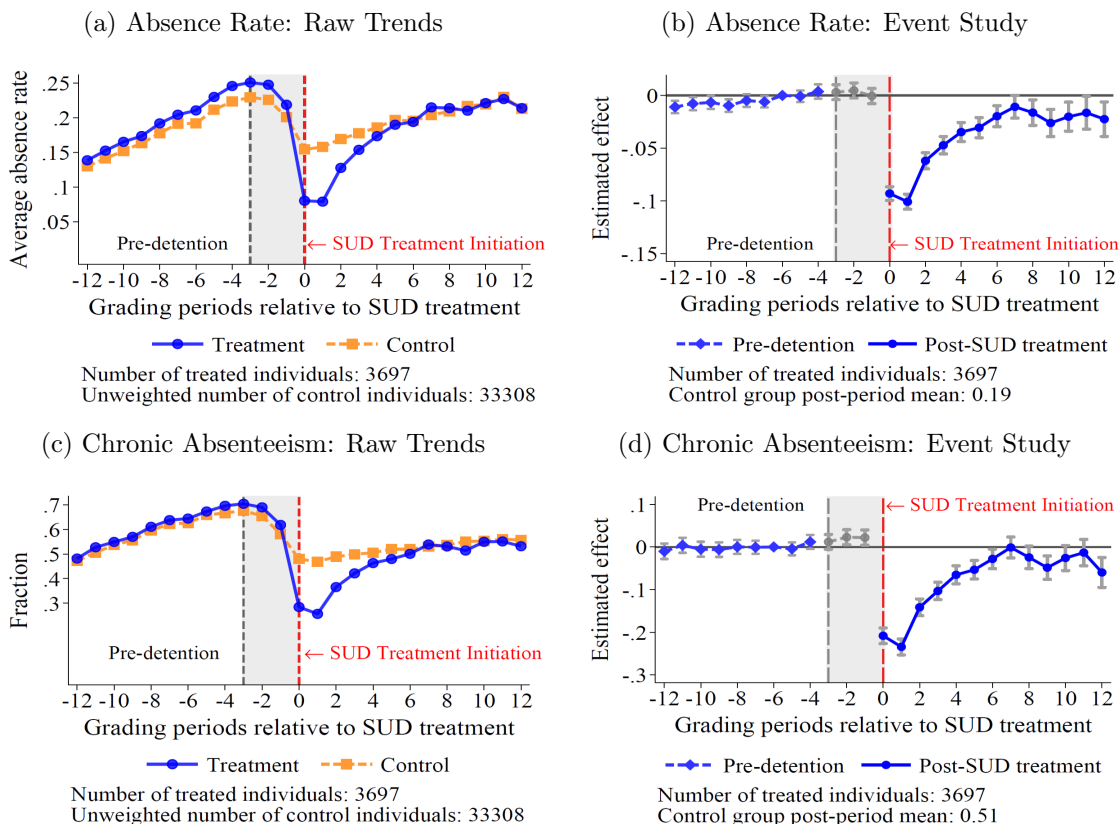 (a) Absence Rate: Raw Trends
Average absence rate
.25
.2
.15
.1
.05
Pre-detention
← SUD Treatment Initiation
-12 -10 -8 -6 -4 -2 0 2 4 6 8 10 12
Grading periods relative to SUD treatment
Treatment Control
Number of treated individuals: 3697
Unweighted number of control individuals: 33308
(b) Absence Rate: Event Study
Estimated effect
0
-.05
-.1
-.15
Pre-detention
← SUD Treatment Initiation
-12 -10 -8 -6 -4 -2 0 2 4 6 8 10 12
Grading periods relative to SUD treatment
Pre-detention Post-SUD treatment
Number of treated individuals: 3697
Control group post-period mean: 0.19
(c) Chronic Absenteeism: Raw Trends
Fraction
.7
.6
.5
.4
.3
Pre-detention
← SUD Treatment Initiation
-12 -10 -8 -6 -4 -2 0 2 4 6 8 10 12
Grading periods relative to SUD treatment
Treatment Control
Number of treated individuals: 3697
Unweighted number of control individuals: 33308
(d) Chronic Absenteeism: Event Study
Estimated effect
.1
0
-.1
-.2
-.3
Pre-detention
← SUD Treatment Initiation
-12 -10 -8 -6 -4 -2 0 2 4 6 8 10 12
Grading periods relative to SUD treatment
Pre-detention Post-SUD treatment
Number of treated individuals: 3697
Control group post-period mean: 0.51